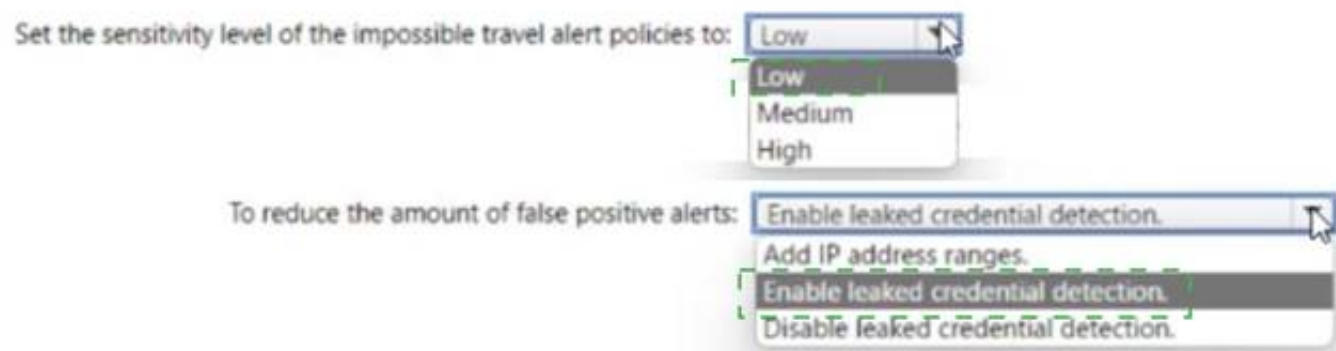 Set the sensitivity level of the impossible travel alert policies to: Low
Low
Medium
High
To reduce the amount of false positive alerts: Enable leaked credential detection.
Add IP address ranges.
Enable leaked credential detection.
Disable leaked credential detection.